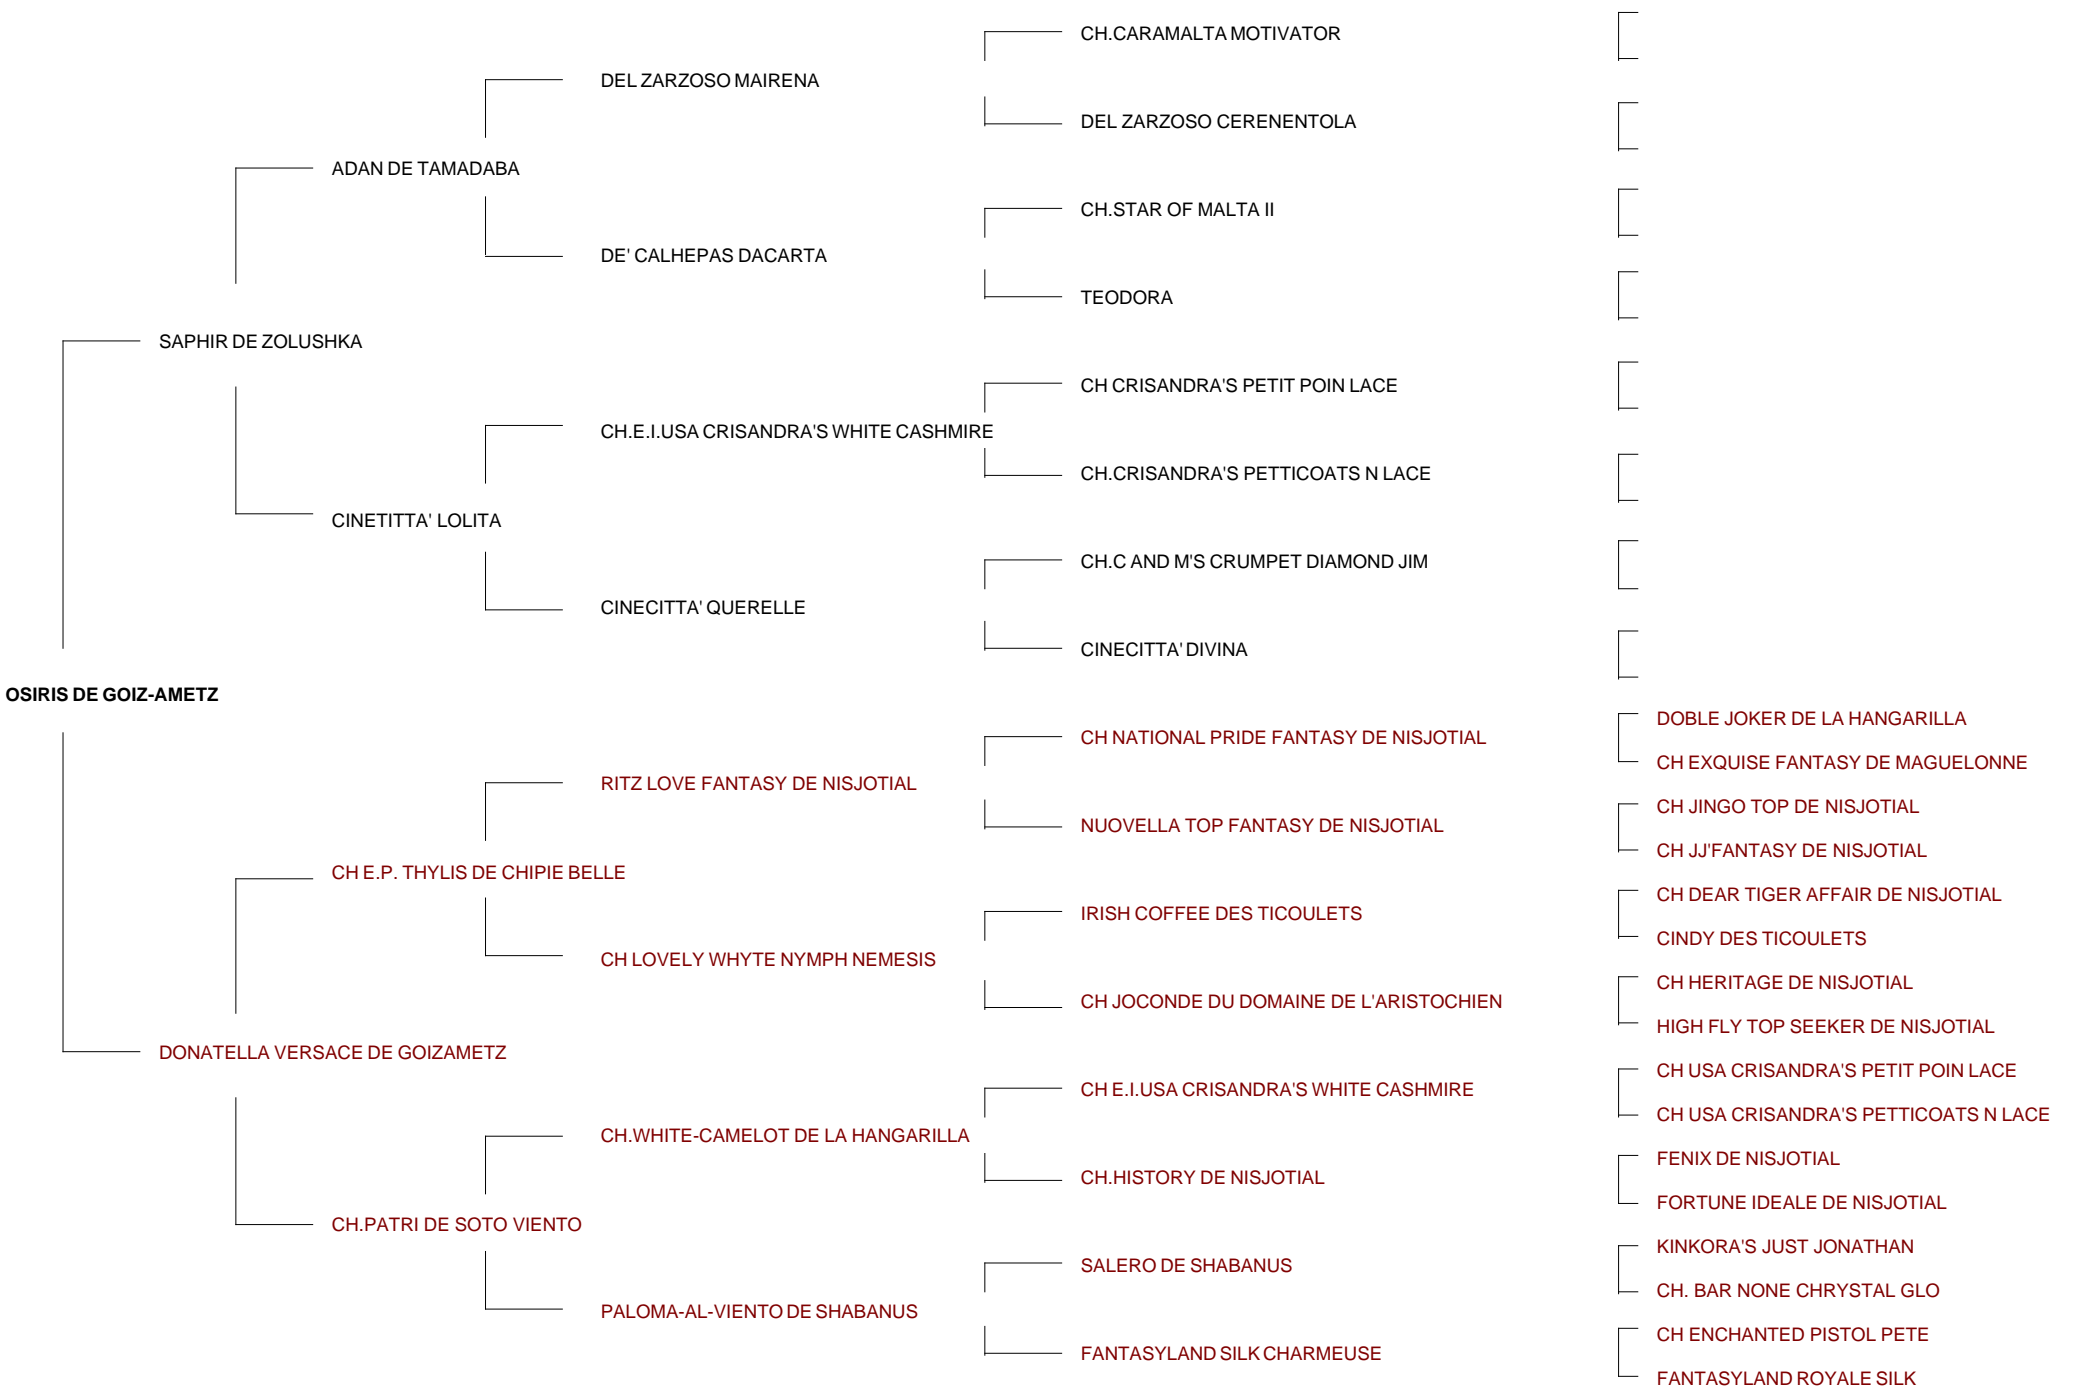 CH.CARAMALTA MOTIVATOR
DEL ZARZOSO MAIRENA
DEL ZARZOSO CERENENTOLA
ADAN DE TAMADABA
CH.STAR OF MALTA II
DE' CALHEPAS DACARTA
TEODORA
SAPHIR DE ZOLUSHKA
CH CRISANDRA'S PETIT POIN LACE
CH.E.I.USA CRISANDRA'S WHITE CASHMIRE
CH.CRISANDRA'S PETTICOATS N LACE
CINETITTA' LOLITA
CH.C AND M'S CRUMPET DIAMOND JIM
CINECITTA' QUERELLE
CINECITTA' DIVINA
OSIRIS DE GOIZ-AMETZ
DOBLE JOKER DE LA HANGARILLA
CH NATIONAL PRIDE FANTASY DE NISJOTIAL
CH EXQUISE FANTASY DE MAGUELONNE
RITZ LOVE FANTASY DE NISJOTIAL
CH JINGO TOP DE NISJOTIAL
NUOVELLA TOP FANTASY DE NISJOTIAL
CH JJ'FANTASY DE NISJOTIAL
CH E.P. THYLIS DE CHIPIE BELLE
CH DEAR TIGER AFFAIR DE NISJOTIAL
IRISH COFFEE DES TICOULETS
CINDY DES TICOULETS
CH LOVELY WHYTE NYMPH NEMESIS
CH HERITAGE DE NISJOTIAL
CH JOCONDE DU DOMAINE DE L'ARISTOCHIEN
HIGH FLY TOP SEEKER DE NISJOTIAL
DONATELLA VERSACE DE GOIZAMETZ
CH USA CRISANDRA'S PETIT POIN LACE
CH E.I.USA CRISANDRA'S WHITE CASHMIRE
CH USA CRISANDRA'S PETTICOATS N LACE
CH.WHITE-CAMELOT DE LA HANGARILLA
FENIX DE NISJOTIAL
CH.HISTORY DE NISJOTIAL
FORTUNE IDEALE DE NISJOTIAL
CH.PATRI DE SOTO VIENTO
KINKORA'S JUST JONATHAN
SALERO DE SHABANUS
CH. BAR NONE CHRYSTAL GLO
PALOMA-AL-VIENTO DE SHABANUS
CH ENCHANTED PISTOL PETE
FANTASYLAND SILK CHARMEUSE
FANTASYLAND ROYALE SILK